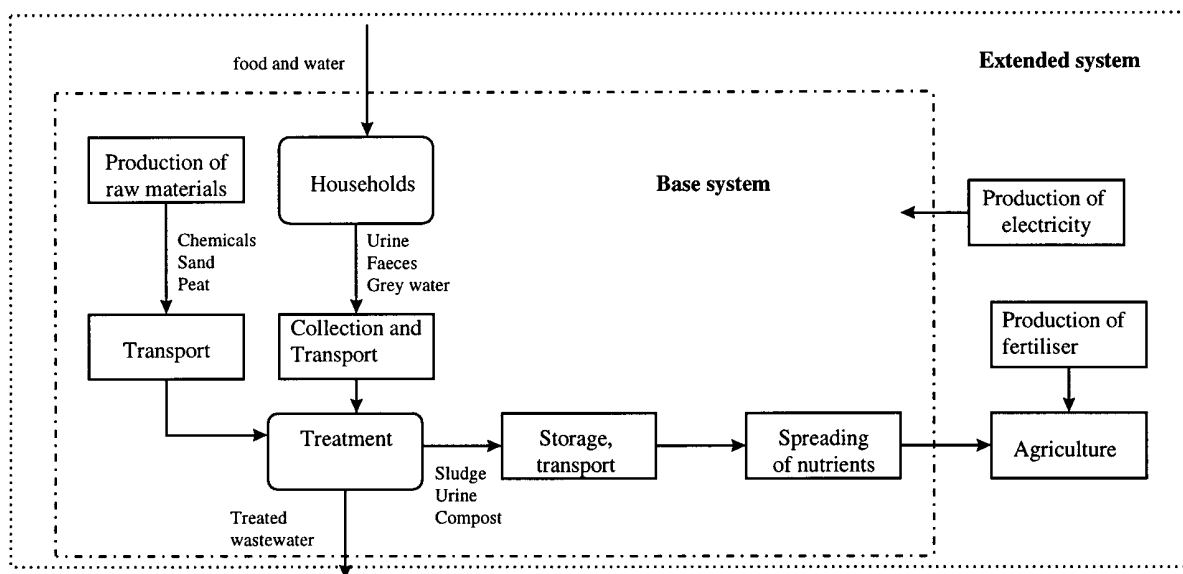 food and water
Extended system
Production of
raw materials
Households
Base system
Production of
electricity
Chemicals
Sand
Peat
Urine
Faeces
Grey water
Transport
Collection and
Transport
Production of
fertiliser
Treatment
Storage,
transport
Spreading
of nutrients
Agriculture
Sludge
Urine
Compost
Treated
wastewater